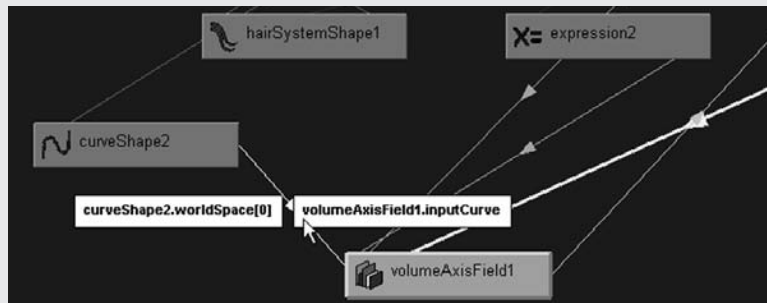 hairSystemShape1
expression2
curveShape2
curveShape2.worldSpace[0]
volumeAxisField1.inputCurve
volumeAxisField1